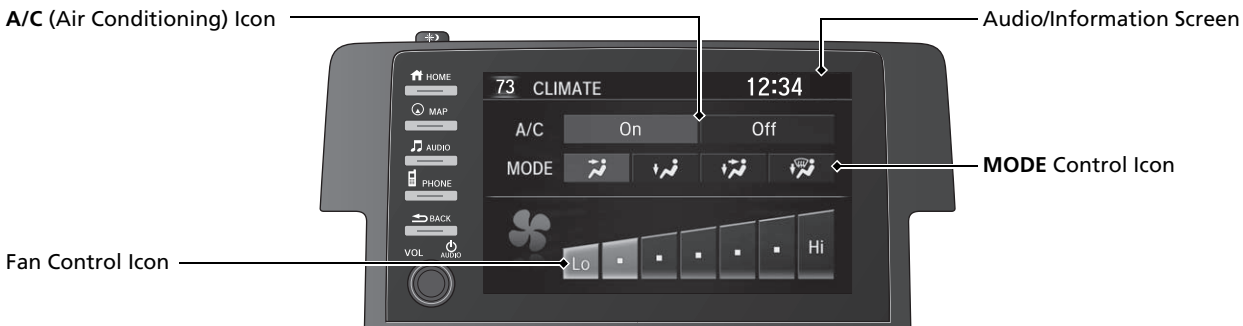 A/C (Air Conditioning) Icon
Audio/Information Screen
HOME
73 CLIMATE 12:34
MAP
A/C On Off
AUDIO
MODE
MODE Control Icon
PHONE
BACK
VOL AUDIO
Fan Control Icon
Lo Hi